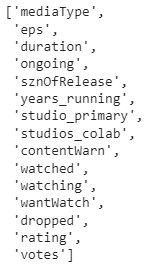 ['mediaType',
'eps',
'duration',
'ongoing',
'sznOfRelease',
'years_running',
'studio_primary',
'studios_colab',
'contentWarn',
'watched',
'watching',
'wantWatch',
'dropped',
'rating',
'votes']